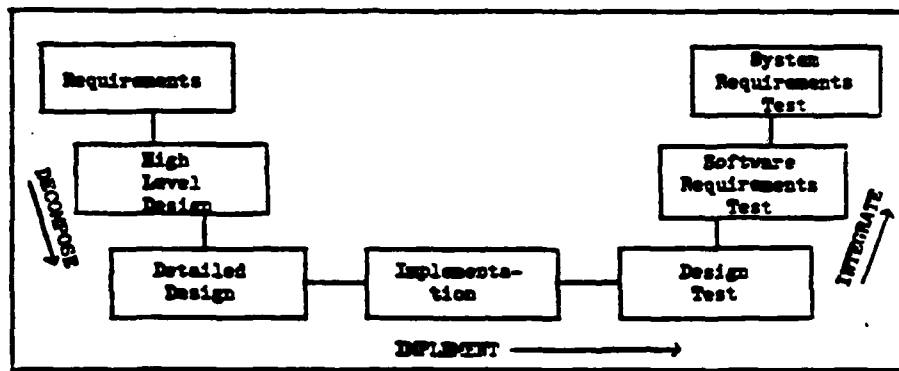 Requirements
High
Level
Design
Detailed
Design
Implementa-
tion
Design
Test
Software
Requirements
Test
System
Requirements
Test
DECOMPOSE
IMPLEMENT
INTEGRATE